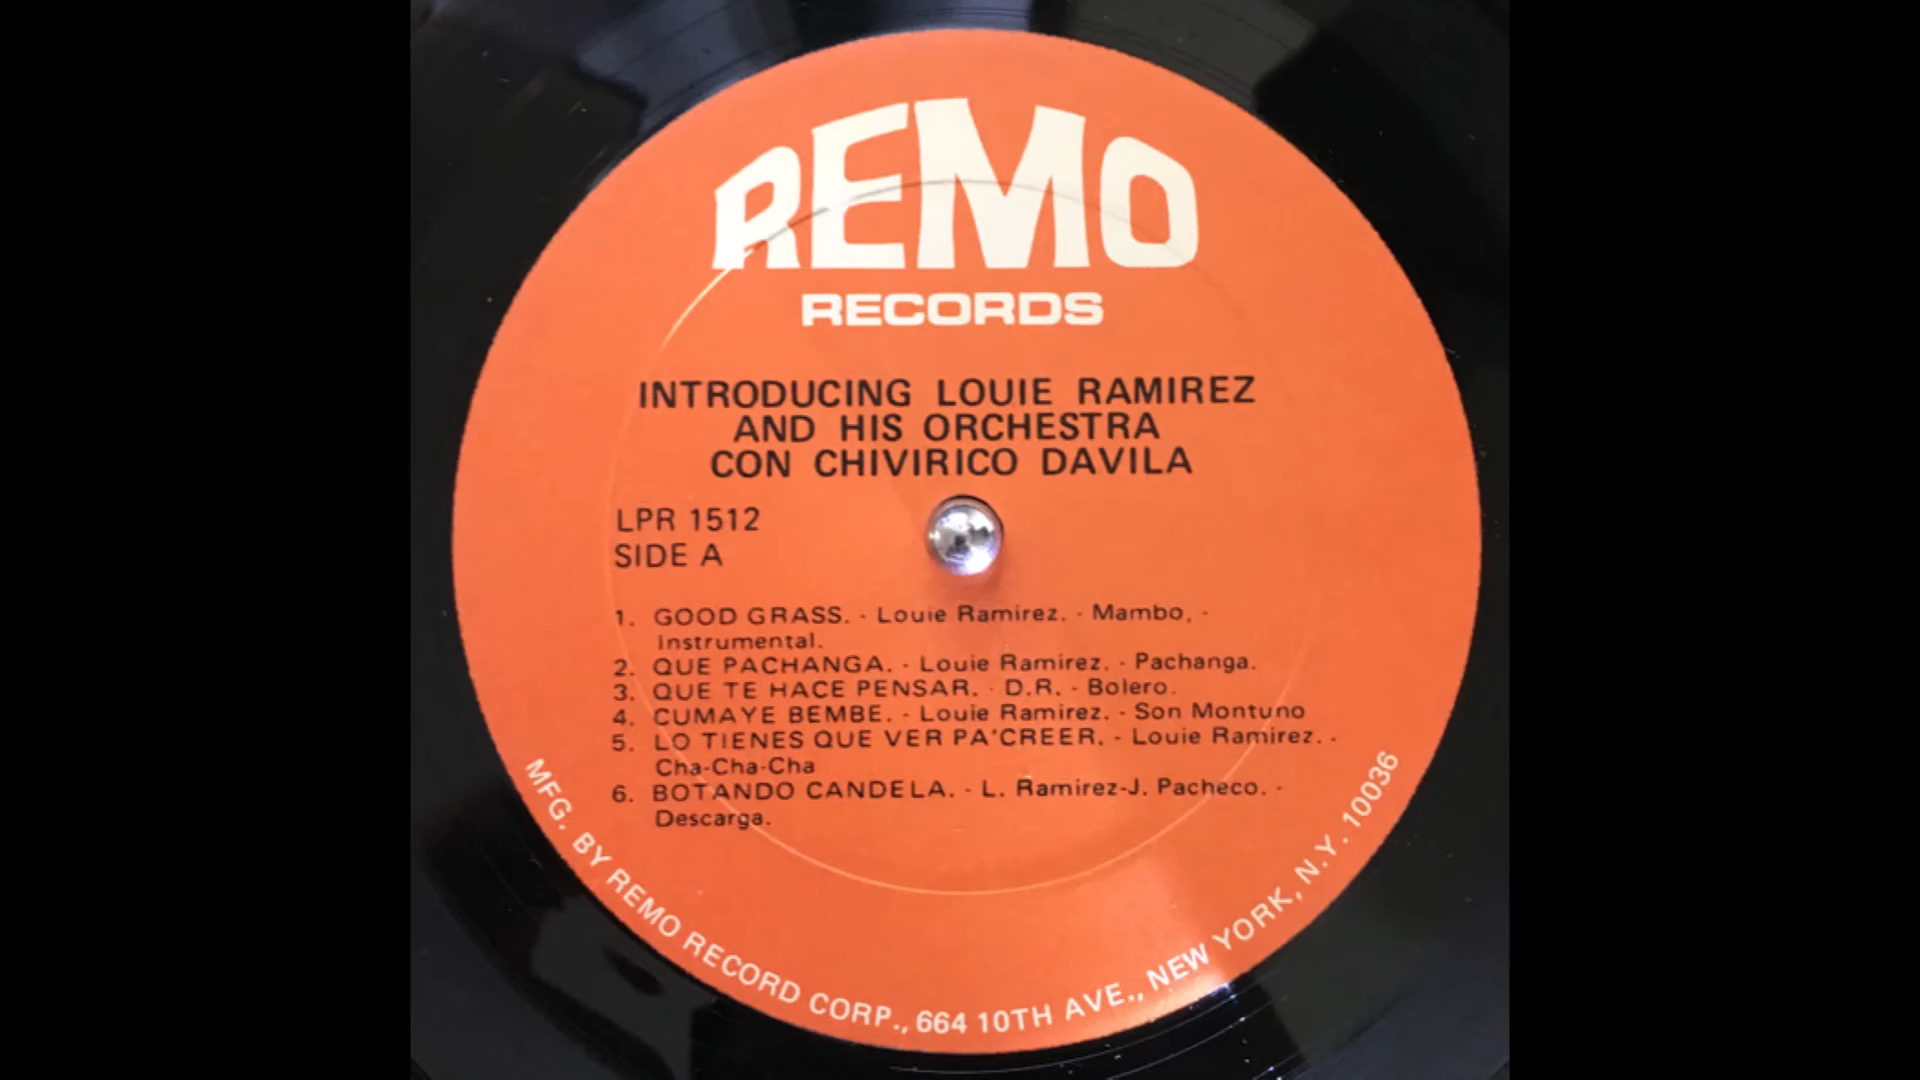 REMO
RECORDS
INTRODUCING LOUIE RAMIREZ
AND HIS ORCHESTRA
CON CHIVIRICO DAVILA
LPR 1512
SIDE A
1. GOOD GRASS. - Louie Ramirez. - Mambo. -
Instrumental.
2. QUE PACHANGA. - Louie Ramirez. - Pachanga.
3. QUE TE HACE PENSAR. - D.R. - Bolero.
4. CUMAYE BEMBE. - Louie Ramirez. - Son Montuno
5. LO TIENES QUE VER PA'CREER. - Louie Ramirez. -
Cha-Cha-Cha
6. BOTANDO CANDELA. - L. Ramirez-J. Pacheco. -
Descarga.
MFG. BY REMO RECORD CORP., 664 10TH AVE., NEW YORK, N.Y. 10036